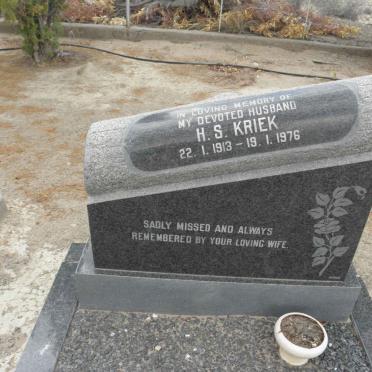 IN LOVING MEMORY OF
MY DEVOTED HUSBAND
H. S. KRIEK
22. 1. 1913 - 19. 1. 1976
SADLY MISSED AND ALWAYS
REMEMBERED BY YOUR LOVING WIFE.